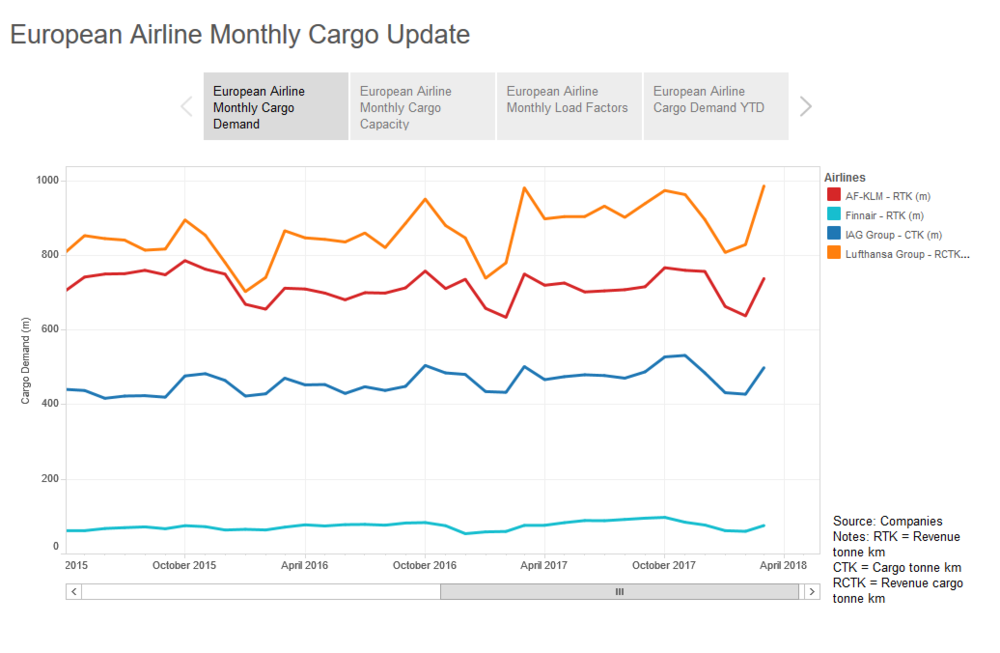 European Airline Monthly Cargo Update
European Airline
Monthly Cargo
Demand
European Airline
Monthly Cargo
Capacity
European Airline
Monthly Load Factors
European Airline
Cargo Demand YTD
Cargo Demand (m)
1000
800
600
400
200
0
2015
October 2015
April 2016
October 2016
April 2017
October 2017
April 2018
Airlines
AF-KLM - RTK (m)
Finnair - RTK (m)
IAG Group - CTK (m)
Lufthansa Group - RCTK...
Source: Companies
Notes: RTK = Revenue
tonne km
CTK = Cargo tonne km
RCTK = Revenue cargo
tonne km